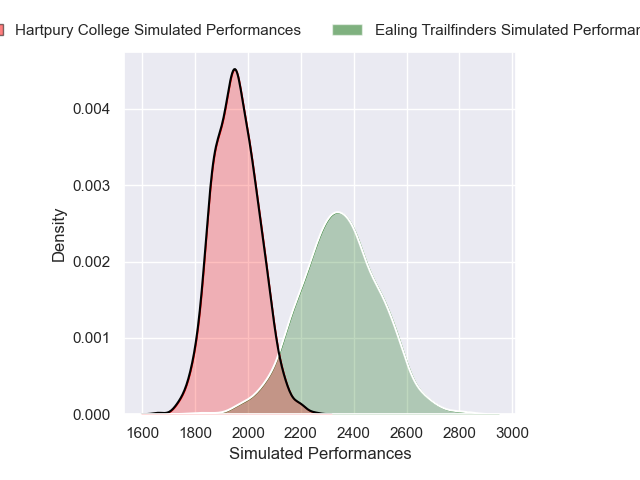 Hartpury College Simulated Performances
Ealing Trailfinders Simulated
0.004
0.003
0.002
0.001
0.000
Density
1600 1800 2000 2200 2400 2600 2800 3000
Simulated Performances